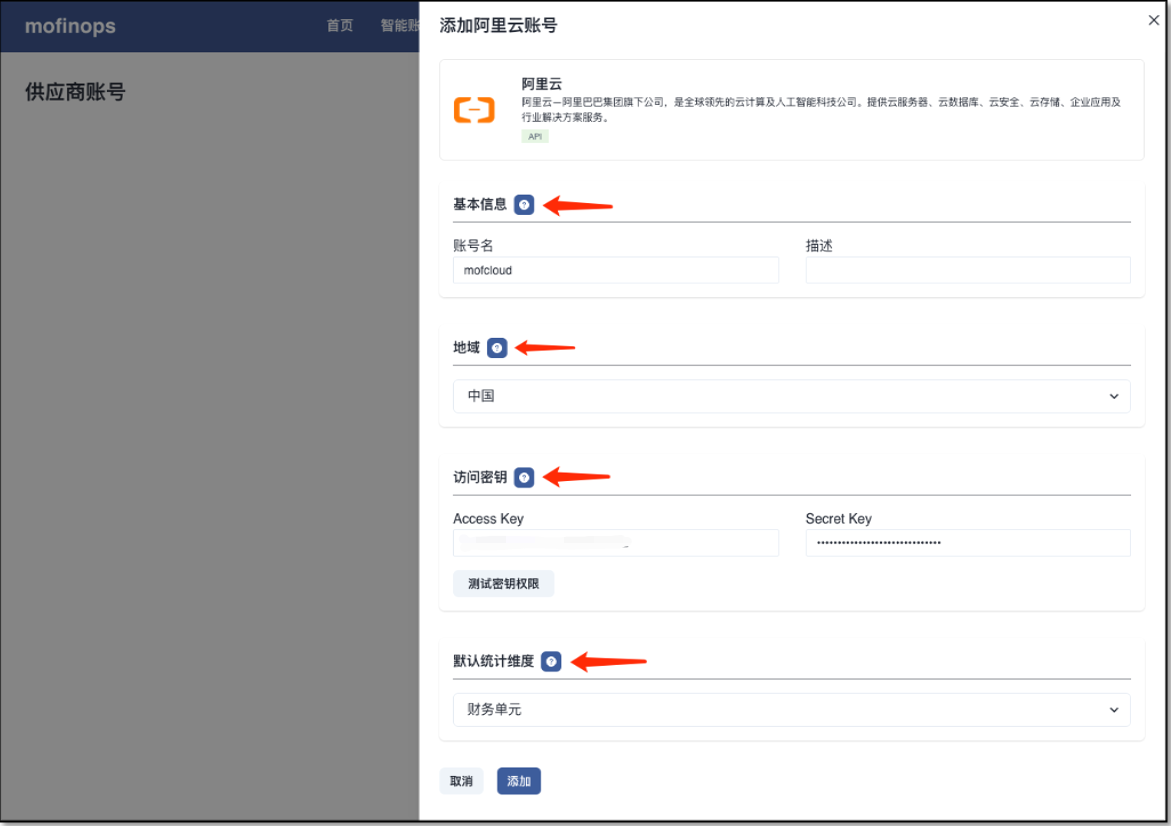 mofinops
首页
智能账
供应商账号
添加阿里云账号
阿里云
阿里云—阿里巴巴集团旗下公司，是全球领先的云计算及人工智能科技公司。提供云服务器、云数据库、云安全、云存储、企业应用及
行业解决方案服务。
API
基本信息
账号名
描述
mofcloud
地域
中国
访问密钥
Access Key
Secret Key
测试密钥权限
默认统计维度
财务单元
取消
添加